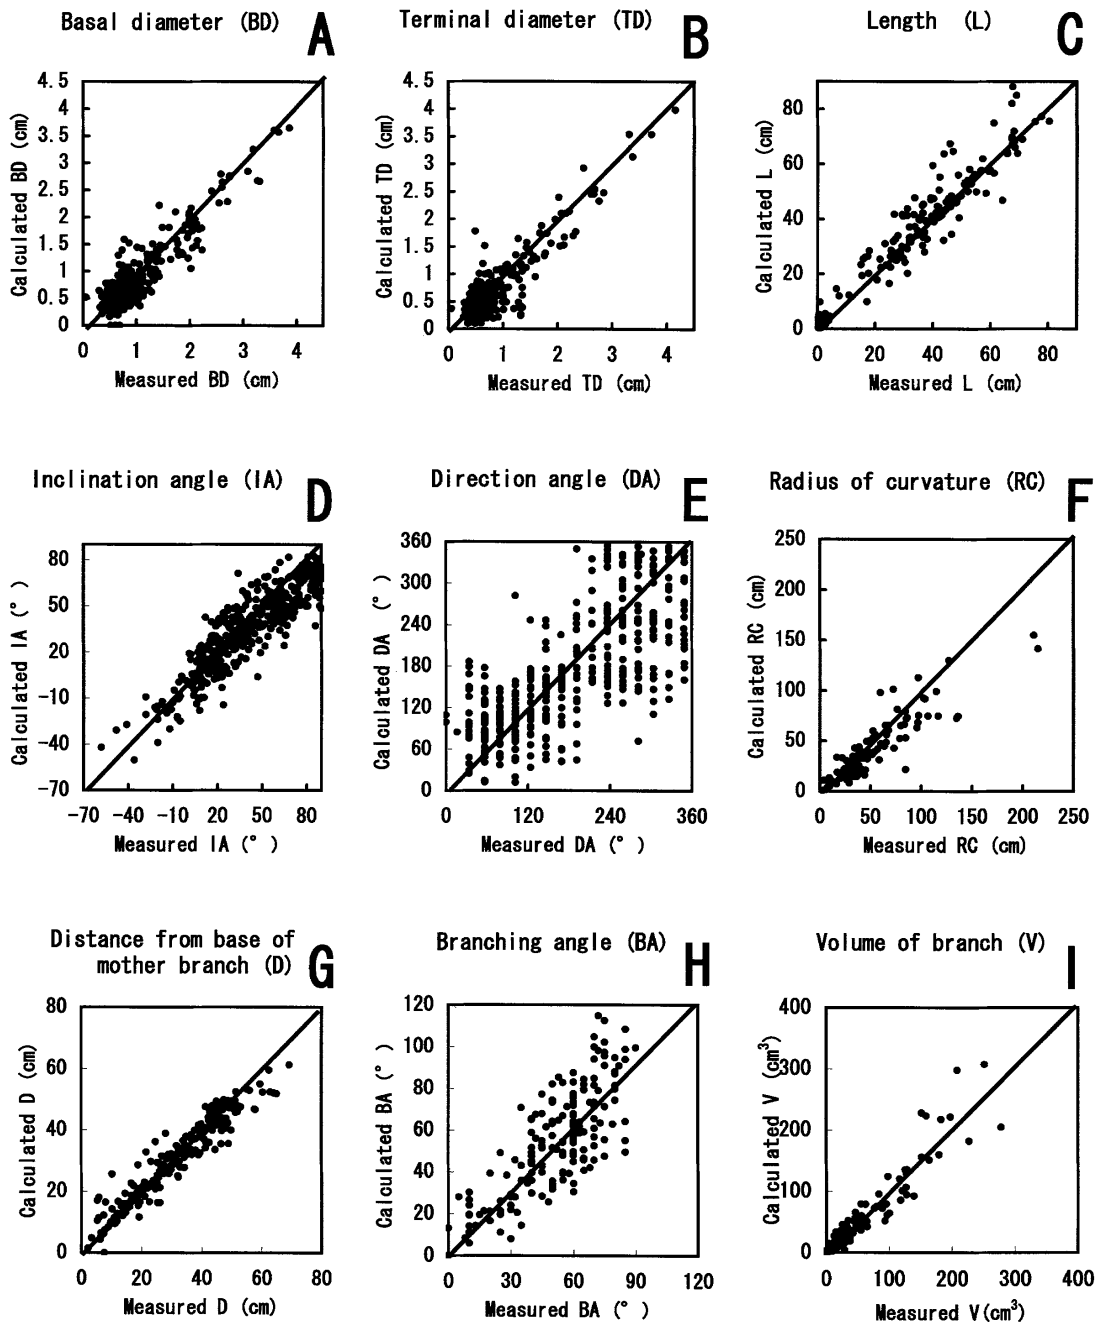 Basal diameter (BD) A
4.5
4
3.5
3
2.5
2
1.5
1
0.5
0
Calculated BD (cm)
0 1 2 3 4
Measured BD (cm)
Terminal diameter (TD) B
4.5
4
3.5
3
2.5
2
1.5
1
0.5
0
Calculated TD (cm)
0 1 2 3 4
Measured TD (cm)
Length (L) C
80
60
40
20
0
Calculated L (cm)
0 20 40 60 80
Measured L (cm)
Inclination angle (IA) D
80
50
20
-10
-40
-70
Calculated IA (°)
-70 -40 -10 20 50 80
Measured IA (°)
Direction angle (DA) E
360
300
240
180
120
60
0
Calculated DA (°)
0 120 240 360
Measured DA (°)
Radius of curvature (RC) F
250
200
150
100
50
0
Calculated RC (cm)
0 50 100 150 200 250
Measured RC (cm)
Distance from base of
mother branch (D) G
80
60
40
20
0
Calculated D (cm)
0 20 40 60 80
Measured D (cm)
Branching angle (BA) H
120
100
80
60
40
20
0
Calculated BA (°)
0 30 60 90 120
Measured BA (°)
Volume of branch (V) I
400
300
200
100
0
Calculated V (cm³)
0 100 200 300 400
Measured V(cm³)